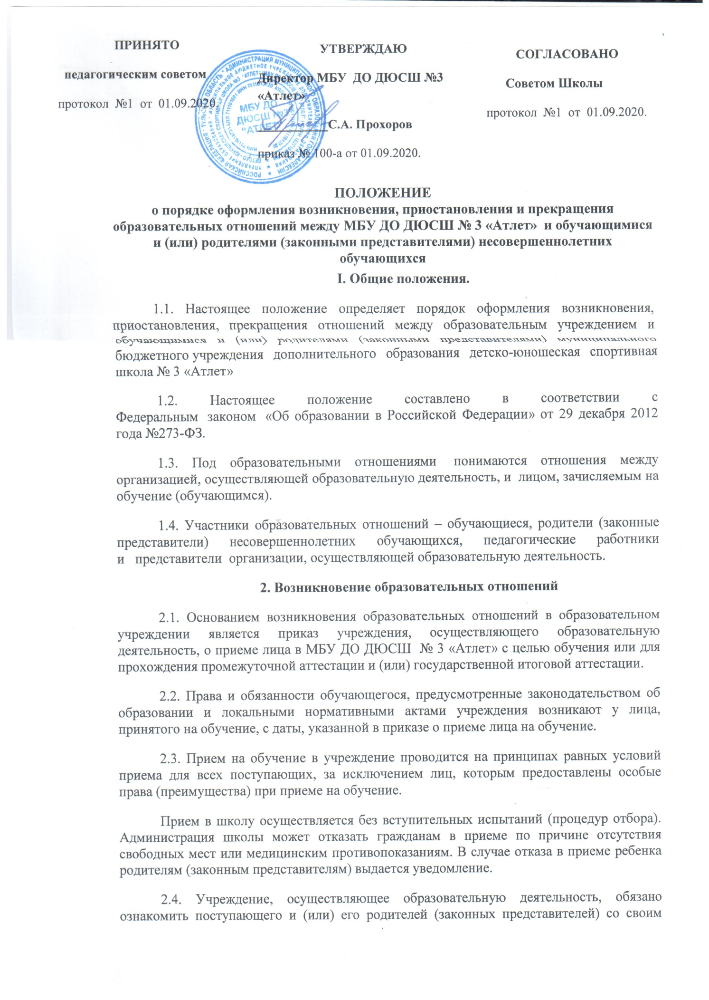 ПРИНЯТО
педагогическим советом
протокол №1 от 01.09.2020.
УТВЕРЖДАЮ
Директор МБУ ДО ДЮСШ №3
«Атлет»
____________С.А. Прохоров
приказ № 100-а от 01.09.2020.
СОГЛАСОВАНО
Советом Школы
протокол №1 от 01.09.2020.
МБУ ДО
ДЮСШ №3
"АТЛЕТ"
ПОЛОЖЕНИЕ
о порядке оформления возникновения, приостановления и прекращения
образовательных отношений между МБУ ДО ДЮСШ № 3 «Атлет» и обучающимися
и (или) родителями (законными представителями) несовершеннолетних
обучающихся
I. Общие положения.
1.1. Настоящее положение определяет порядок оформления возникновения,
приостановления, прекращения отношений между образовательным учреждением и
обучающимися и (или) родителями (законными представителями) муниципального
бюджетного учреждения дополнительного образования детско-юношеская спортивная
школа № 3 «Атлет»
1.2. Настоящее положение составлено в соответствии с
Федеральным законом «Об образовании в Российской Федерации» от 29 декабря 2012
года №273-ФЗ.
1.3. Под образовательными отношениями понимаются отношения между
организацией, осуществляющей образовательную деятельность, и лицом, зачисляемым на
обучение (обучающимся).
1.4. Участники образовательных отношений – обучающиеся, родители (законные
представители) несовершеннолетних обучающихся, педагогические работники
и представители организации, осуществляющей образовательную деятельность.
2. Возникновение образовательных отношений
2.1. Основанием возникновения образовательных отношений в образовательном
учреждении является приказ учреждения, осуществляющего образовательную
деятельность, о приеме лица в МБУ ДО ДЮСШ № 3 «Атлет» с целью обучения или для
прохождения промежуточной аттестации и (или) государственной итоговой аттестации.
2.2. Права и обязанности обучающегося, предусмотренные законодательством об
образовании и локальными нормативными актами учреждения возникают у лица,
принятого на обучение, с даты, указанной в приказе о приеме лица на обучение.
2.3. Прием на обучение в учреждение проводится на принципах равных условий
приема для всех поступающих, за исключением лиц, которым предоставлены особые
права (преимущества) при приеме на обучение.
Прием в школу осуществляется без вступительных испытаний (процедур отбора).
Администрация школы может отказать гражданам в приеме по причине отсутствия
свободных мест или медицинским противопоказаниям. В случае отказа в приеме ребенка
родителям (законным представителям) выдается уведомление.
2.4. Учреждение, осуществляющее образовательную деятельность, обязано
ознакомить поступающего и (или) его родителей (законных представителей) со своим